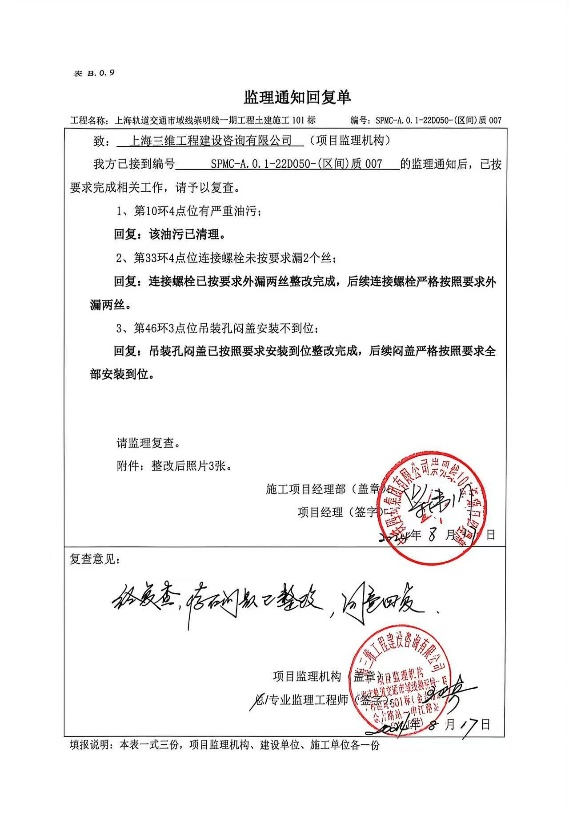 表 B.0.9
监理通知回复单
工程名称：上海轨道交通市域线崇明线一期工程土建施工101标 编号：SPMC-A.0.1-22D050-(区间)质 007
致： 上海三维工程建设咨询有限公司 （项目监理机构）
我方已接到编号 SPMC-A.0.1-22D050-(区间)质 007 的监理通知后，已按
要求完成相关工作，请予以复查。
1、第10环4点位有严重油污；
回复：该油污已清理。
2、第33环4点位连接螺栓未按要求漏2个丝；
回复：连接螺栓已按要求外漏两丝整改完成，后续连接螺栓严格按照要求外
漏两丝。
3、第46环3点位吊装孔闷盖安装不到位；
回复：吊装孔闷盖已按照要求安装到位整改完成，后续闷盖严格按照要求全
部安装到位。
请监理复查。
附件：整改后照片3张。
施工项目经理部（盖章）
项目经理（签字）
2024年 8 月 17 日
复查意见：
经复查，存在问题已整改，同意回复．
项目监理机构（盖章）
总/专业监理工程师（签字）
2024年 8 月 17 日
填报说明：本表一式三份，项目监理机构、建设单位、施工单位各一份